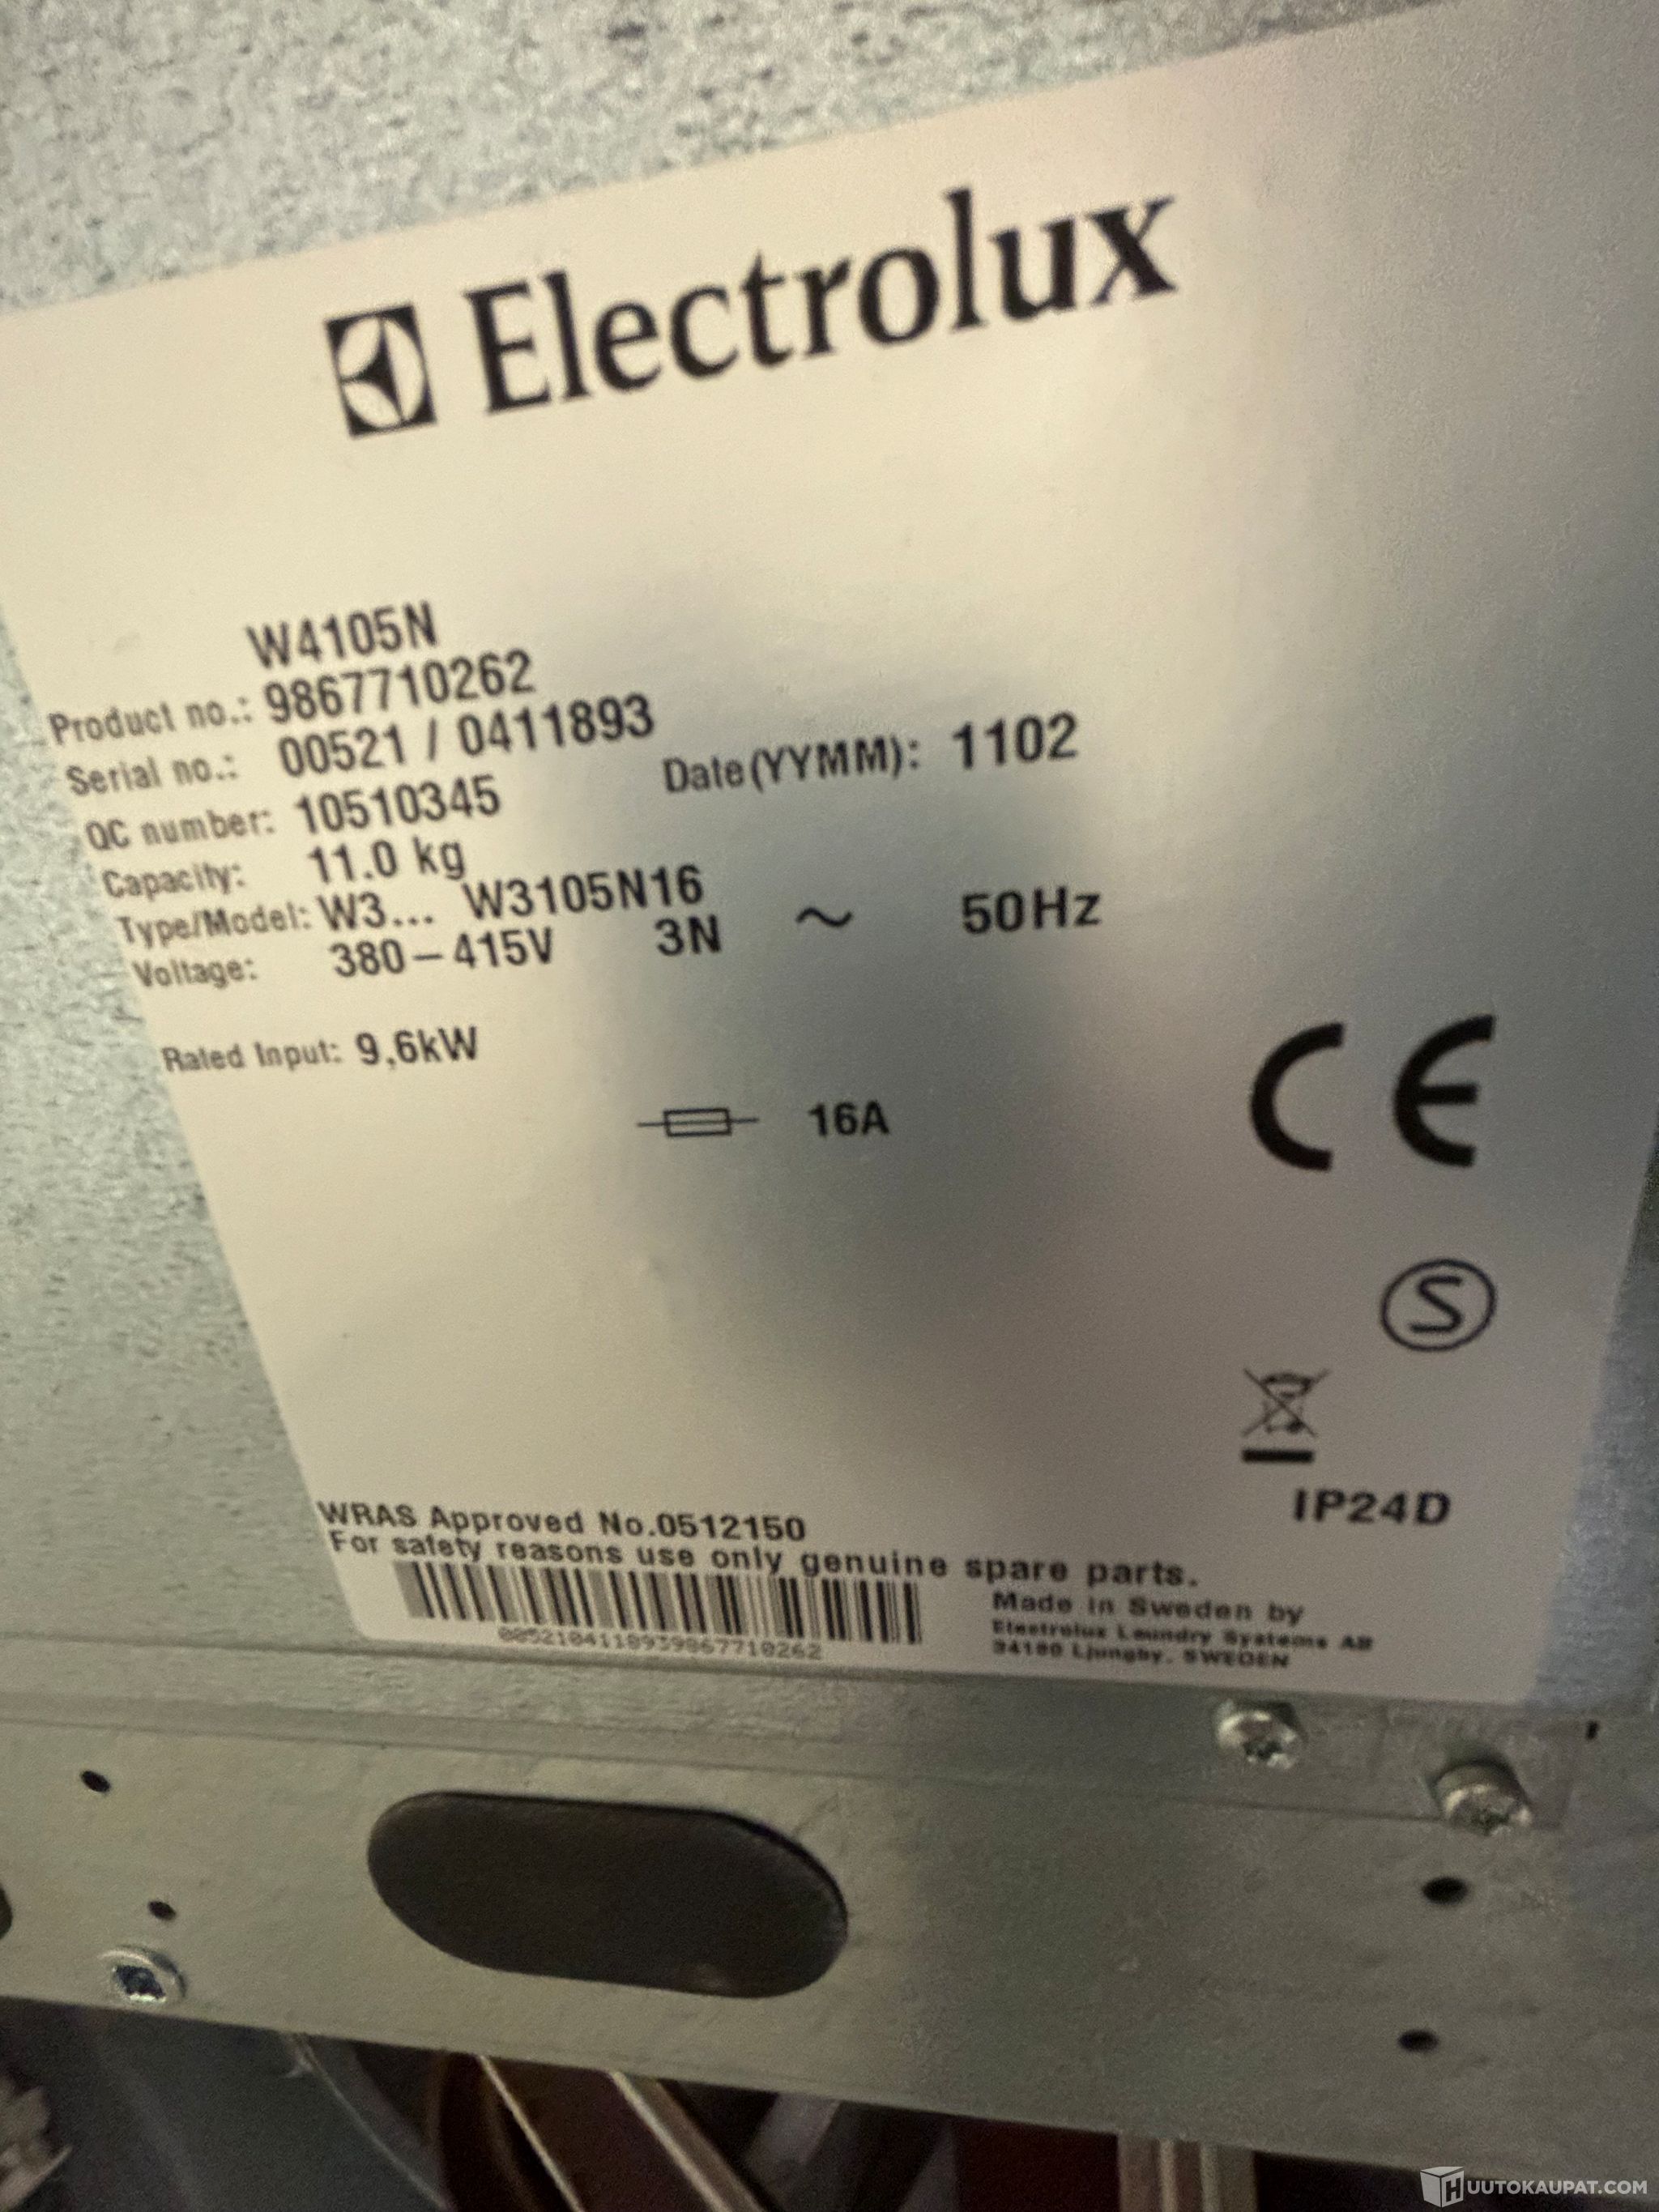 Electrolux
W4105N
Product no.: 9867710262
Serial no.: 00521 / 0411893
QC number: 10510345 Date(YYMM): 1102
Capacity: 11.0 kg
Type/Model: W3... W3105N16
Voltage: 380–415V 3N ~ 50Hz
Rated Input: 9,6kW
16A
CE
S
IP24D
WRAS Approved No.0512150
For safety reasons use only genuine spare parts.
0052104118939867710262
Made in Sweden by
Electrolux Laundry Systems AB
34180 Ljungby, SWEDEN
HUUTOKAUPAT.COM